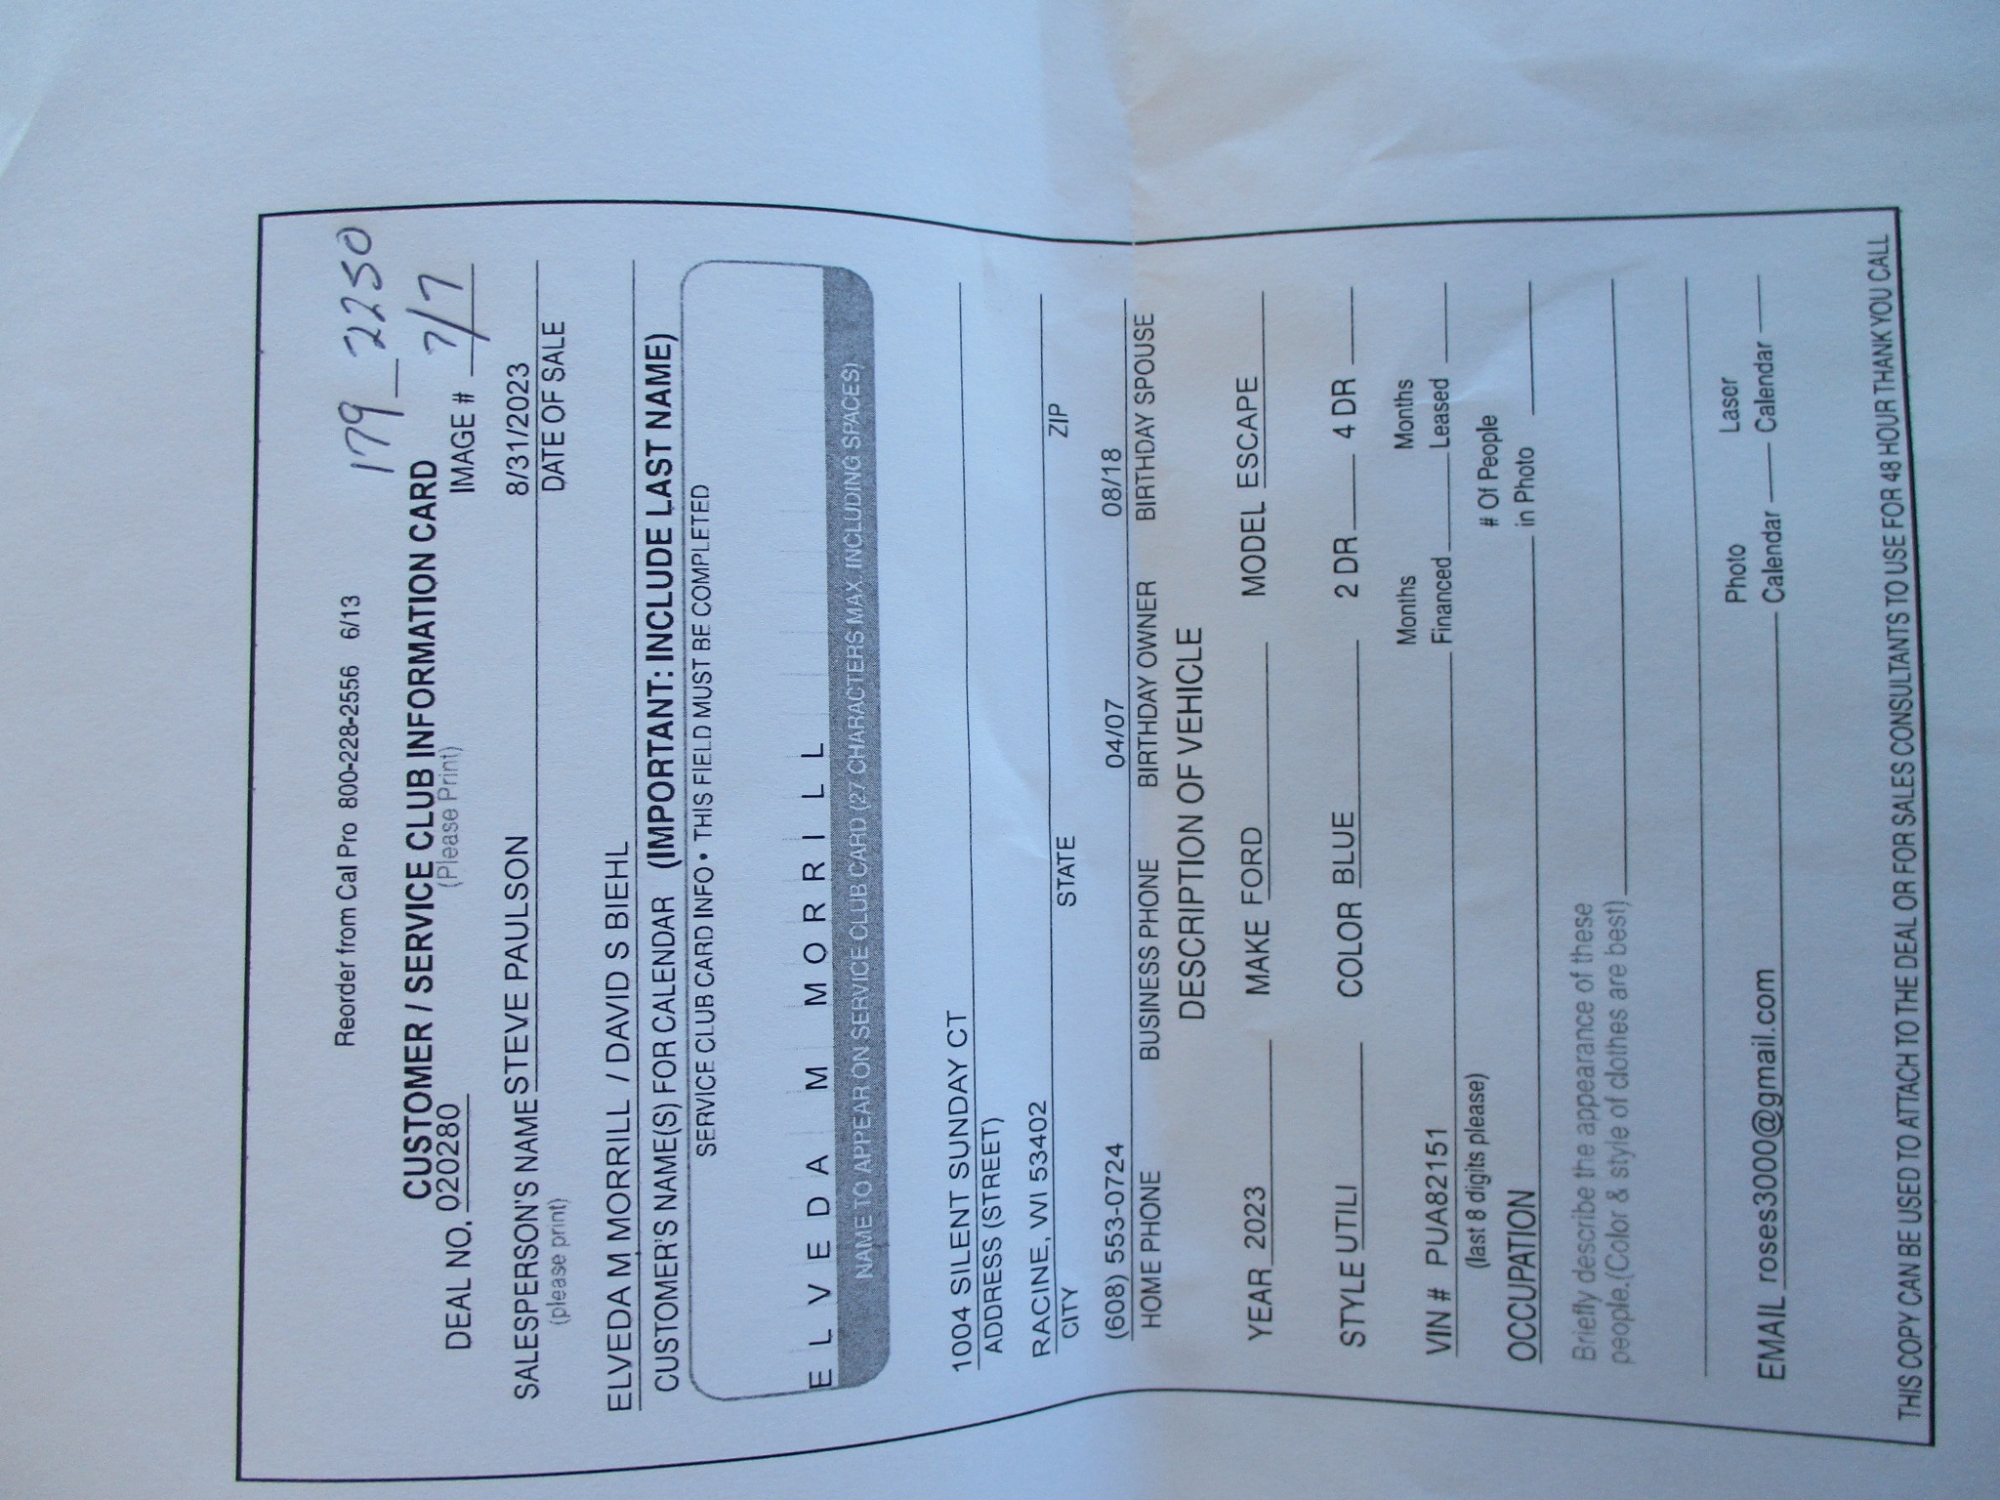 Reorder from Cal Pro 800-228-2556 6/13 179_2250
CUSTOMER / SERVICE CLUB INFORMATION CARD
DEAL NO. 020280 (Please Print) IMAGE # 7/7
SALESPERSON'S NAME STEVE PAULSON 8/31/2023
(please print) DATE OF SALE
ELVEDA M MORRILL / DAVID S BIEHL
CUSTOMER'S NAME(S) FOR CALENDAR (IMPORTANT: INCLUDE LAST NAME)
SERVICE CLUB CARD INFO • THIS FIELD MUST BE COMPLETED
E L V E D A M M O R R I L L
NAME TO APPEAR ON SERVICE CLUB CARD (27 CHARACTERS MAX. INCLUDING SPACES)
1004 SILENT SUNDAY CT
ADDRESS (STREET)
RACINE, WI 53402
CITY STATE ZIP
(608) 553-0724 04/07 08/18
HOME PHONE BUSINESS PHONE BIRTHDAY OWNER BIRTHDAY SPOUSE
DESCRIPTION OF VEHICLE
YEAR 2023 MAKE FORD MODEL ESCAPE
STYLE UTILI COLOR BLUE 2 DR 4 DR
Months Months
VIN # PUA82151 Financed Leased
(last 8 digits please) # Of People
OCCUPATION in Photo
Briefly describe the appearance of these
people.(Color & style of clothes are best)
Photo Laser
EMAIL roses3000@gmail.com Calendar Calendar
THIS COPY CAN BE USED TO ATTACH TO THE DEAL OR FOR SALES CONSULTANTS TO USE FOR 48 HOUR THANK YOU CALL